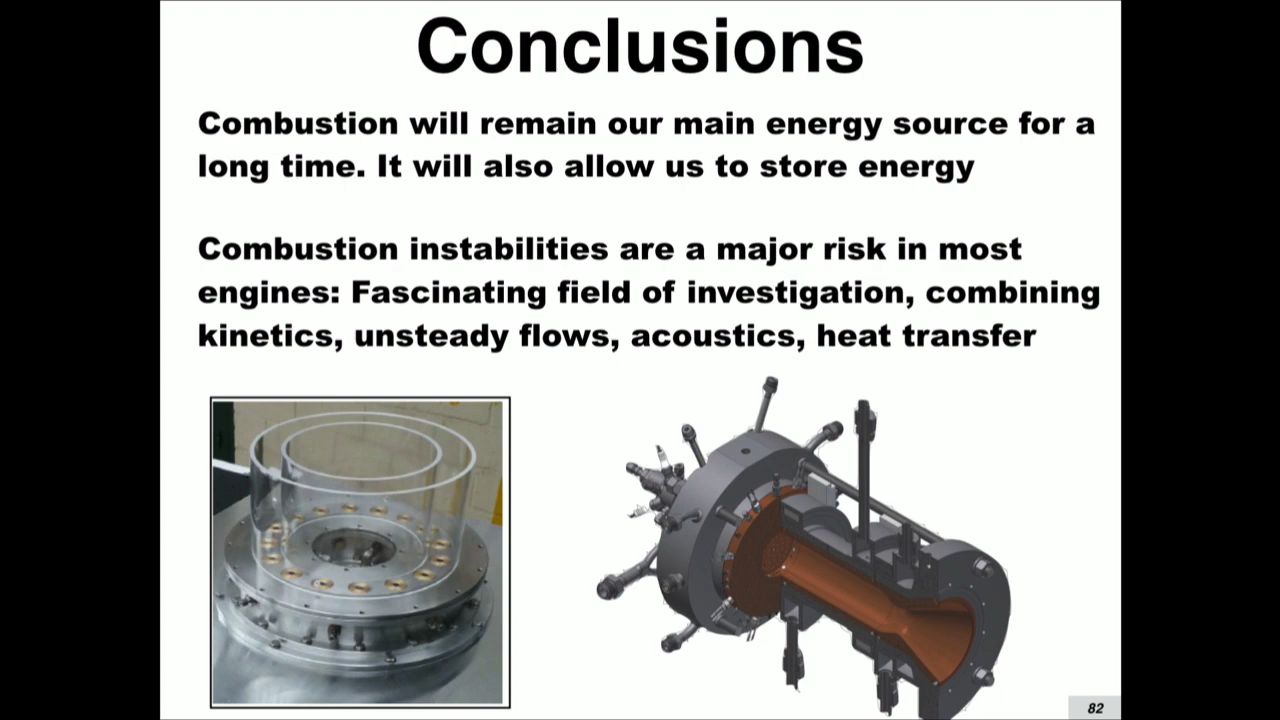 Conclusions
Combustion will remain our main energy source for a
long time. It will also allow us to store energy
Combustion instabilities are a major risk in most
engines: Fascinating field of investigation, combining
kinetics, unsteady flows, acoustics, heat transfer
82